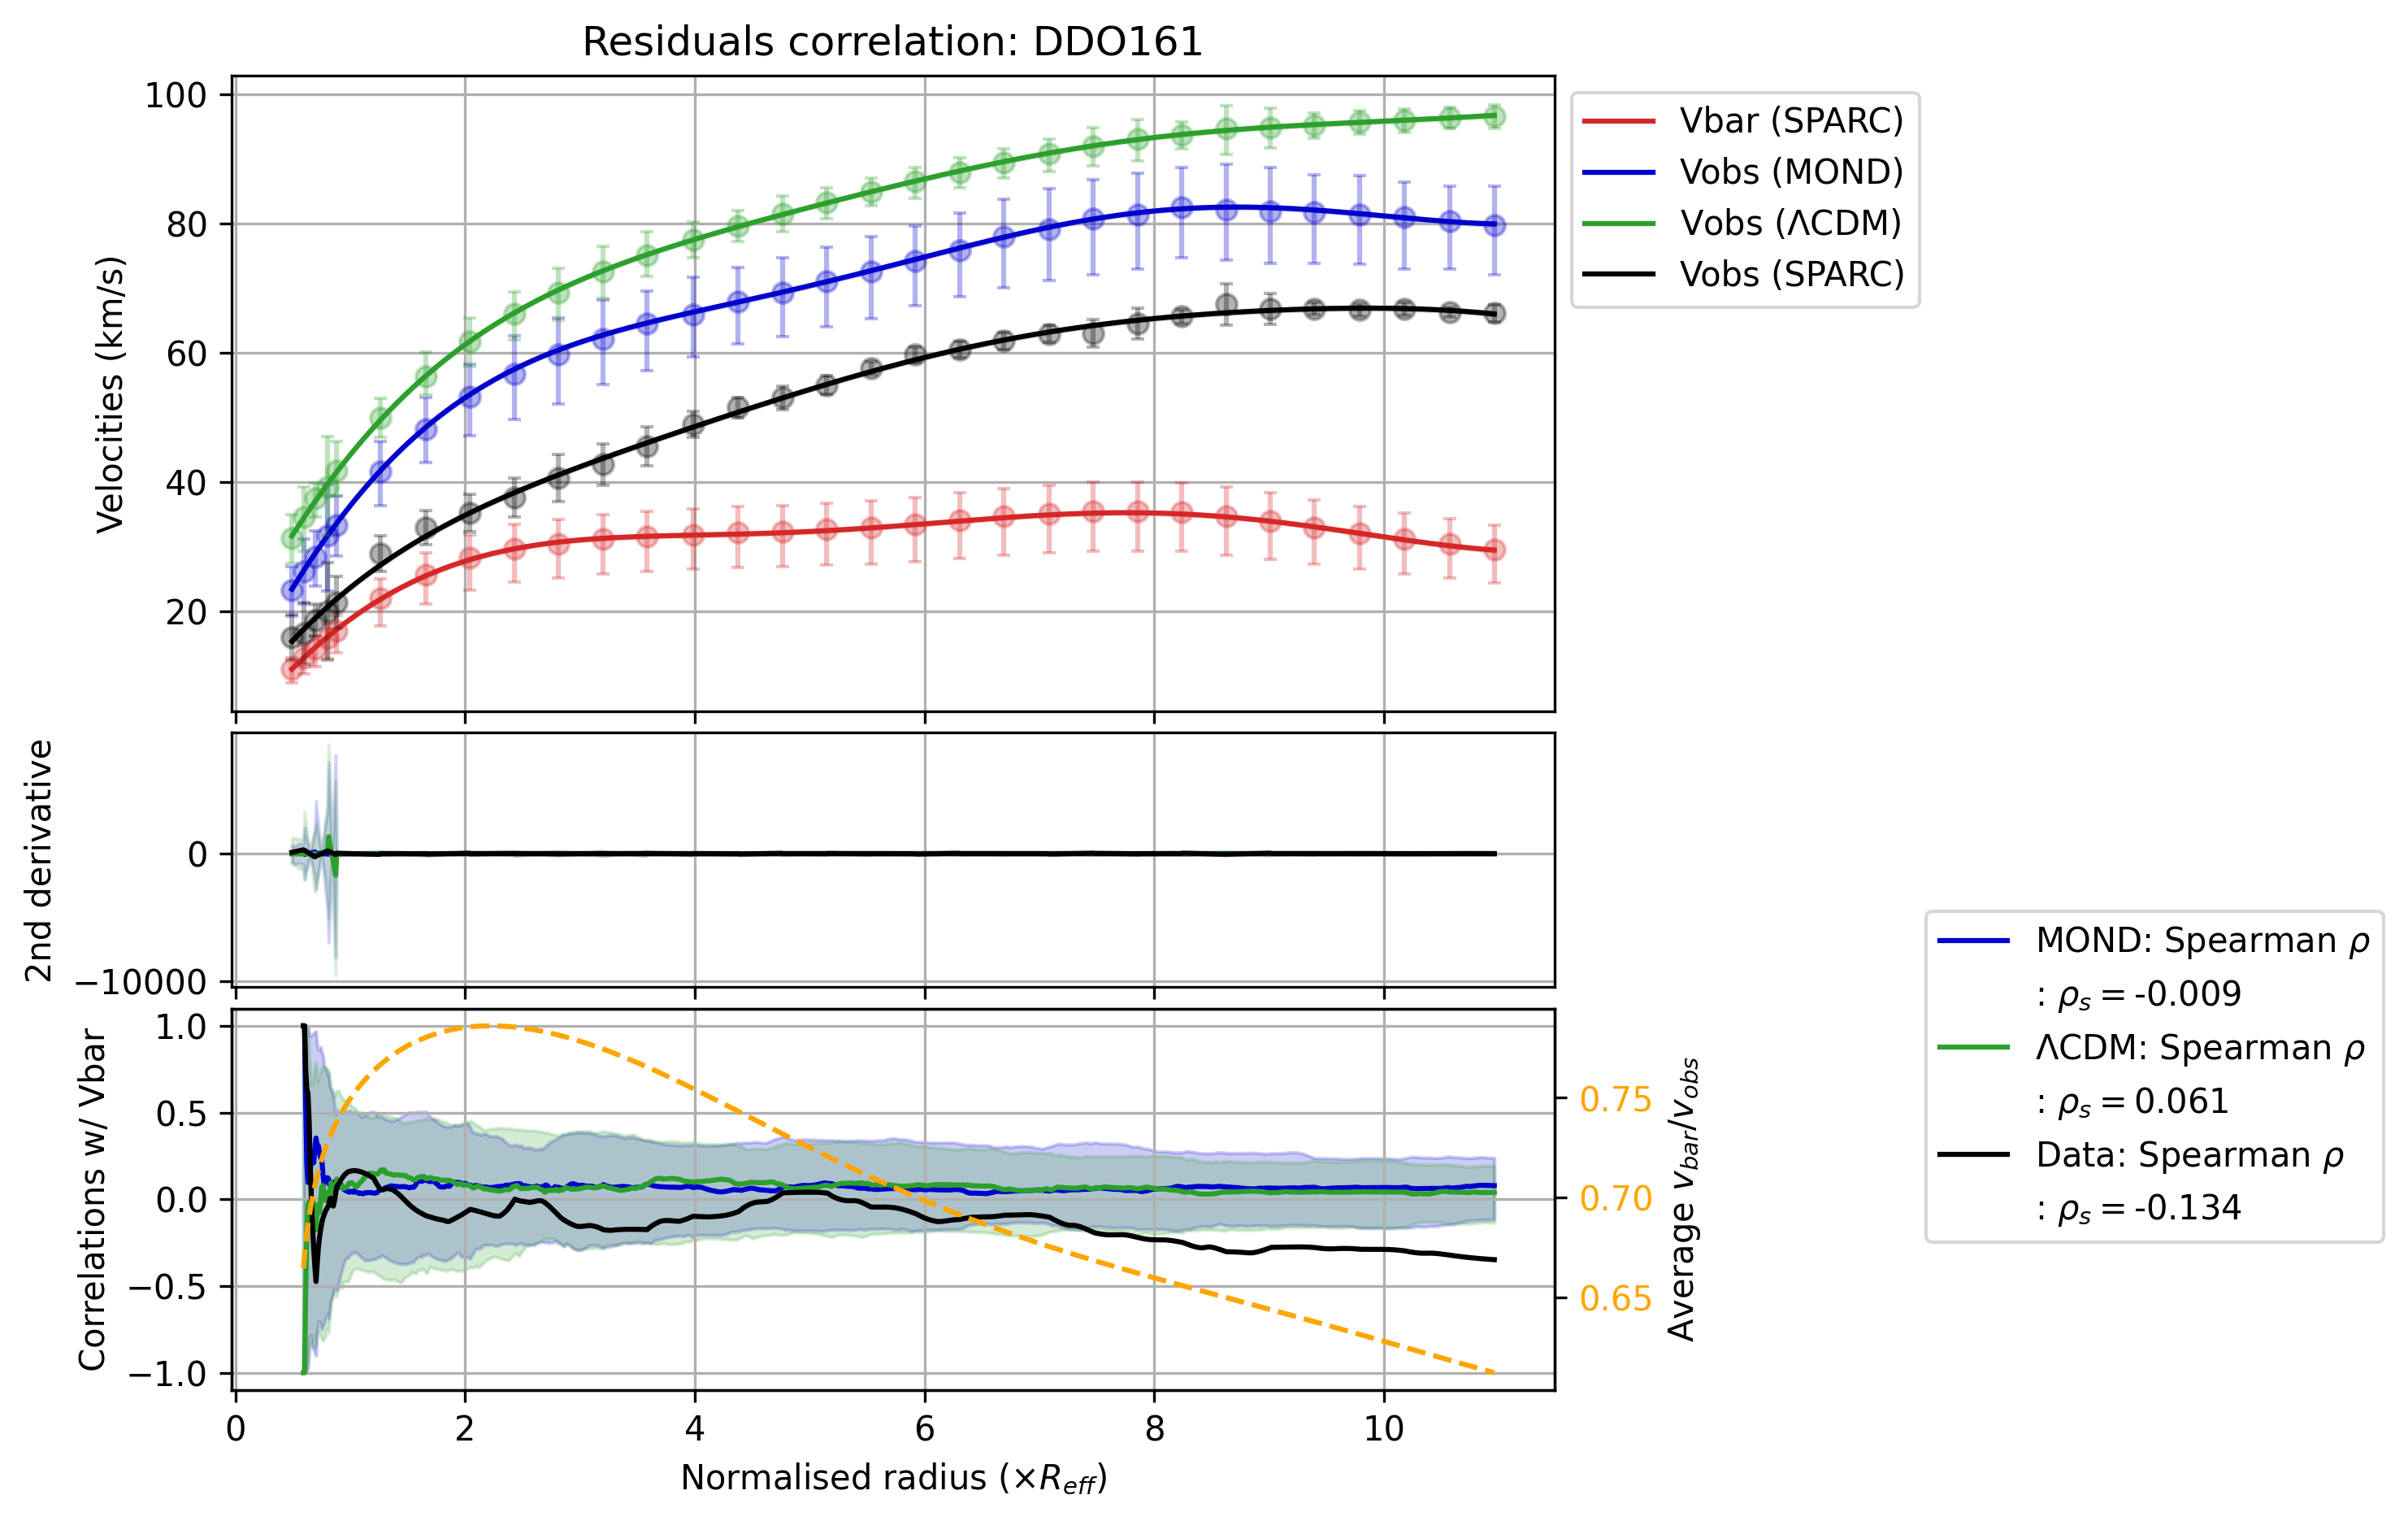 Residuals correlation: DDO161
Velocities (km/s)
100
80
60
40
20
Vbar (SPARC)
Vobs (MOND)
Vobs (ΛCDM)
Vobs (SPARC)
2nd derivative
0
−10000
Correlations w/ Vbar
1.0
0.5
0.0
−0.5
−1.0
0.75
0.70
0.65
Average v_bar/v_obs
MOND: Spearman ρ
: ρ_s = -0.009
ΛCDM: Spearman ρ
: ρ_s = 0.061
Data: Spearman ρ
: ρ_s = -0.134
0 2 4 6 8 10
Normalised radius (×R_eff)